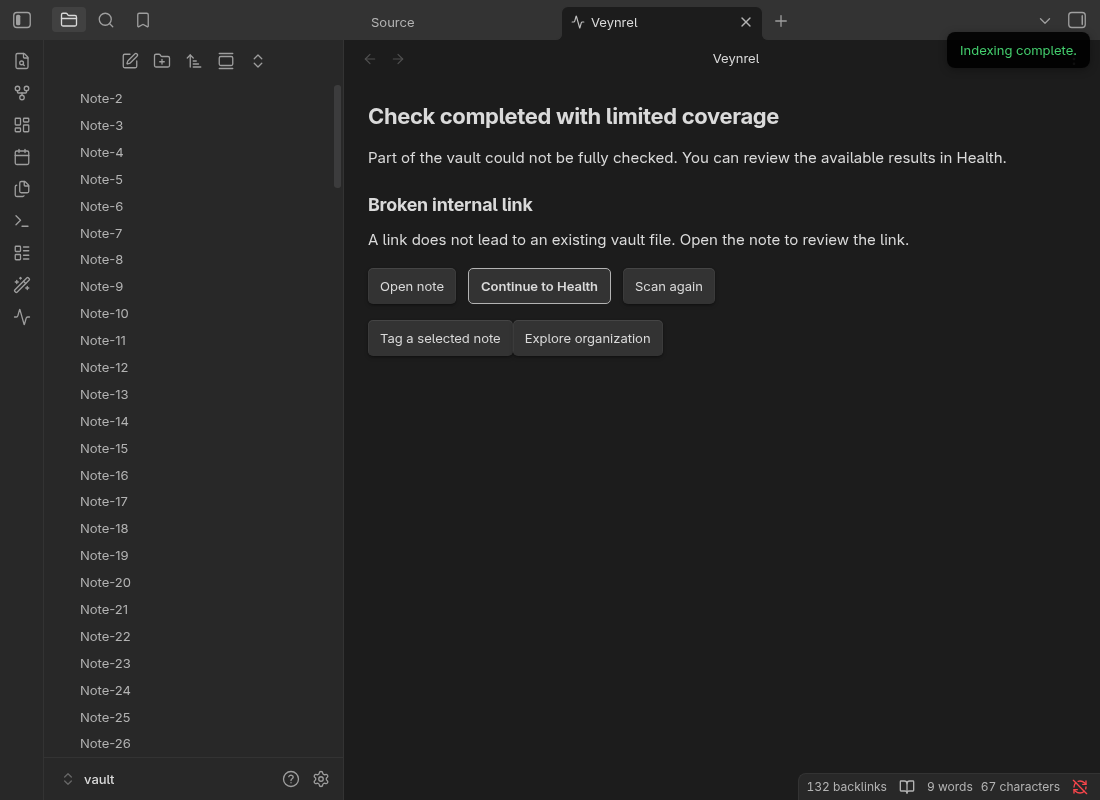 Source
Veynrel
Indexing complete.
Veynrel
Note-2
Note-3
Note-4
Note-5
Note-6
Note-7
Note-8
Note-9
Note-10
Note-11
Note-12
Note-13
Note-14
Note-15
Note-16
Note-17
Note-18
Note-19
Note-20
Note-21
Note-22
Note-23
Note-24
Note-25
Note-26
vault
Check completed with limited coverage
Part of the vault could not be fully checked. You can review the available results in Health.
Broken internal link
A link does not lead to an existing vault file. Open the note to review the link.
Open note
Continue to Health
Scan again
Tag a selected note
Explore organization
132 backlinks
9 words
67 characters